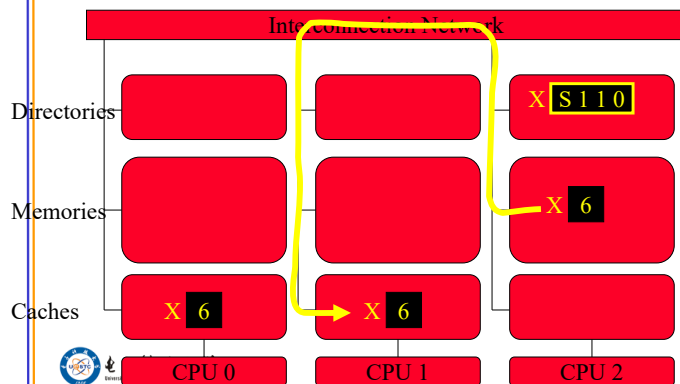 Interconnection Network
Directories
X S 1 1 0
Memories
X 6
Caches
X 6
X 6
CPU 0
CPU 1
CPU 2